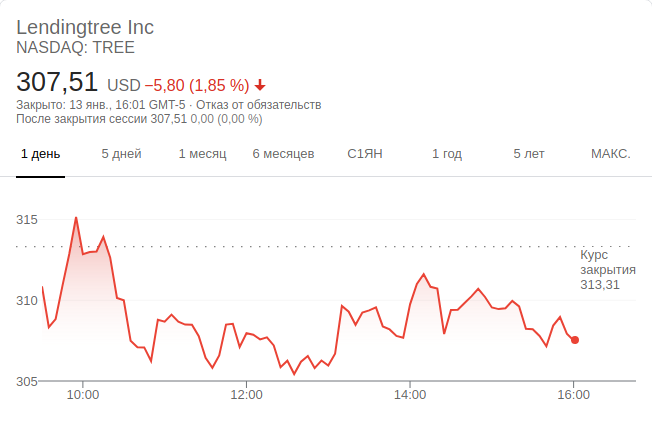 Lendingtree Inc
NASDAQ: TREE
307,51 USD −5,80 (1,85 %)
Закрыто: 13 янв., 16:01 GMT-5 · Отказ от обязательств
После закрытия сессии 307,51 0,00 (0,00 %)
1 день 5 дней 1 месяц 6 месяцев С1ЯН 1 год 5 лет МАКС.
315
Курс
закрытия
313,31
310
305
10:00 12:00 14:00 16:00